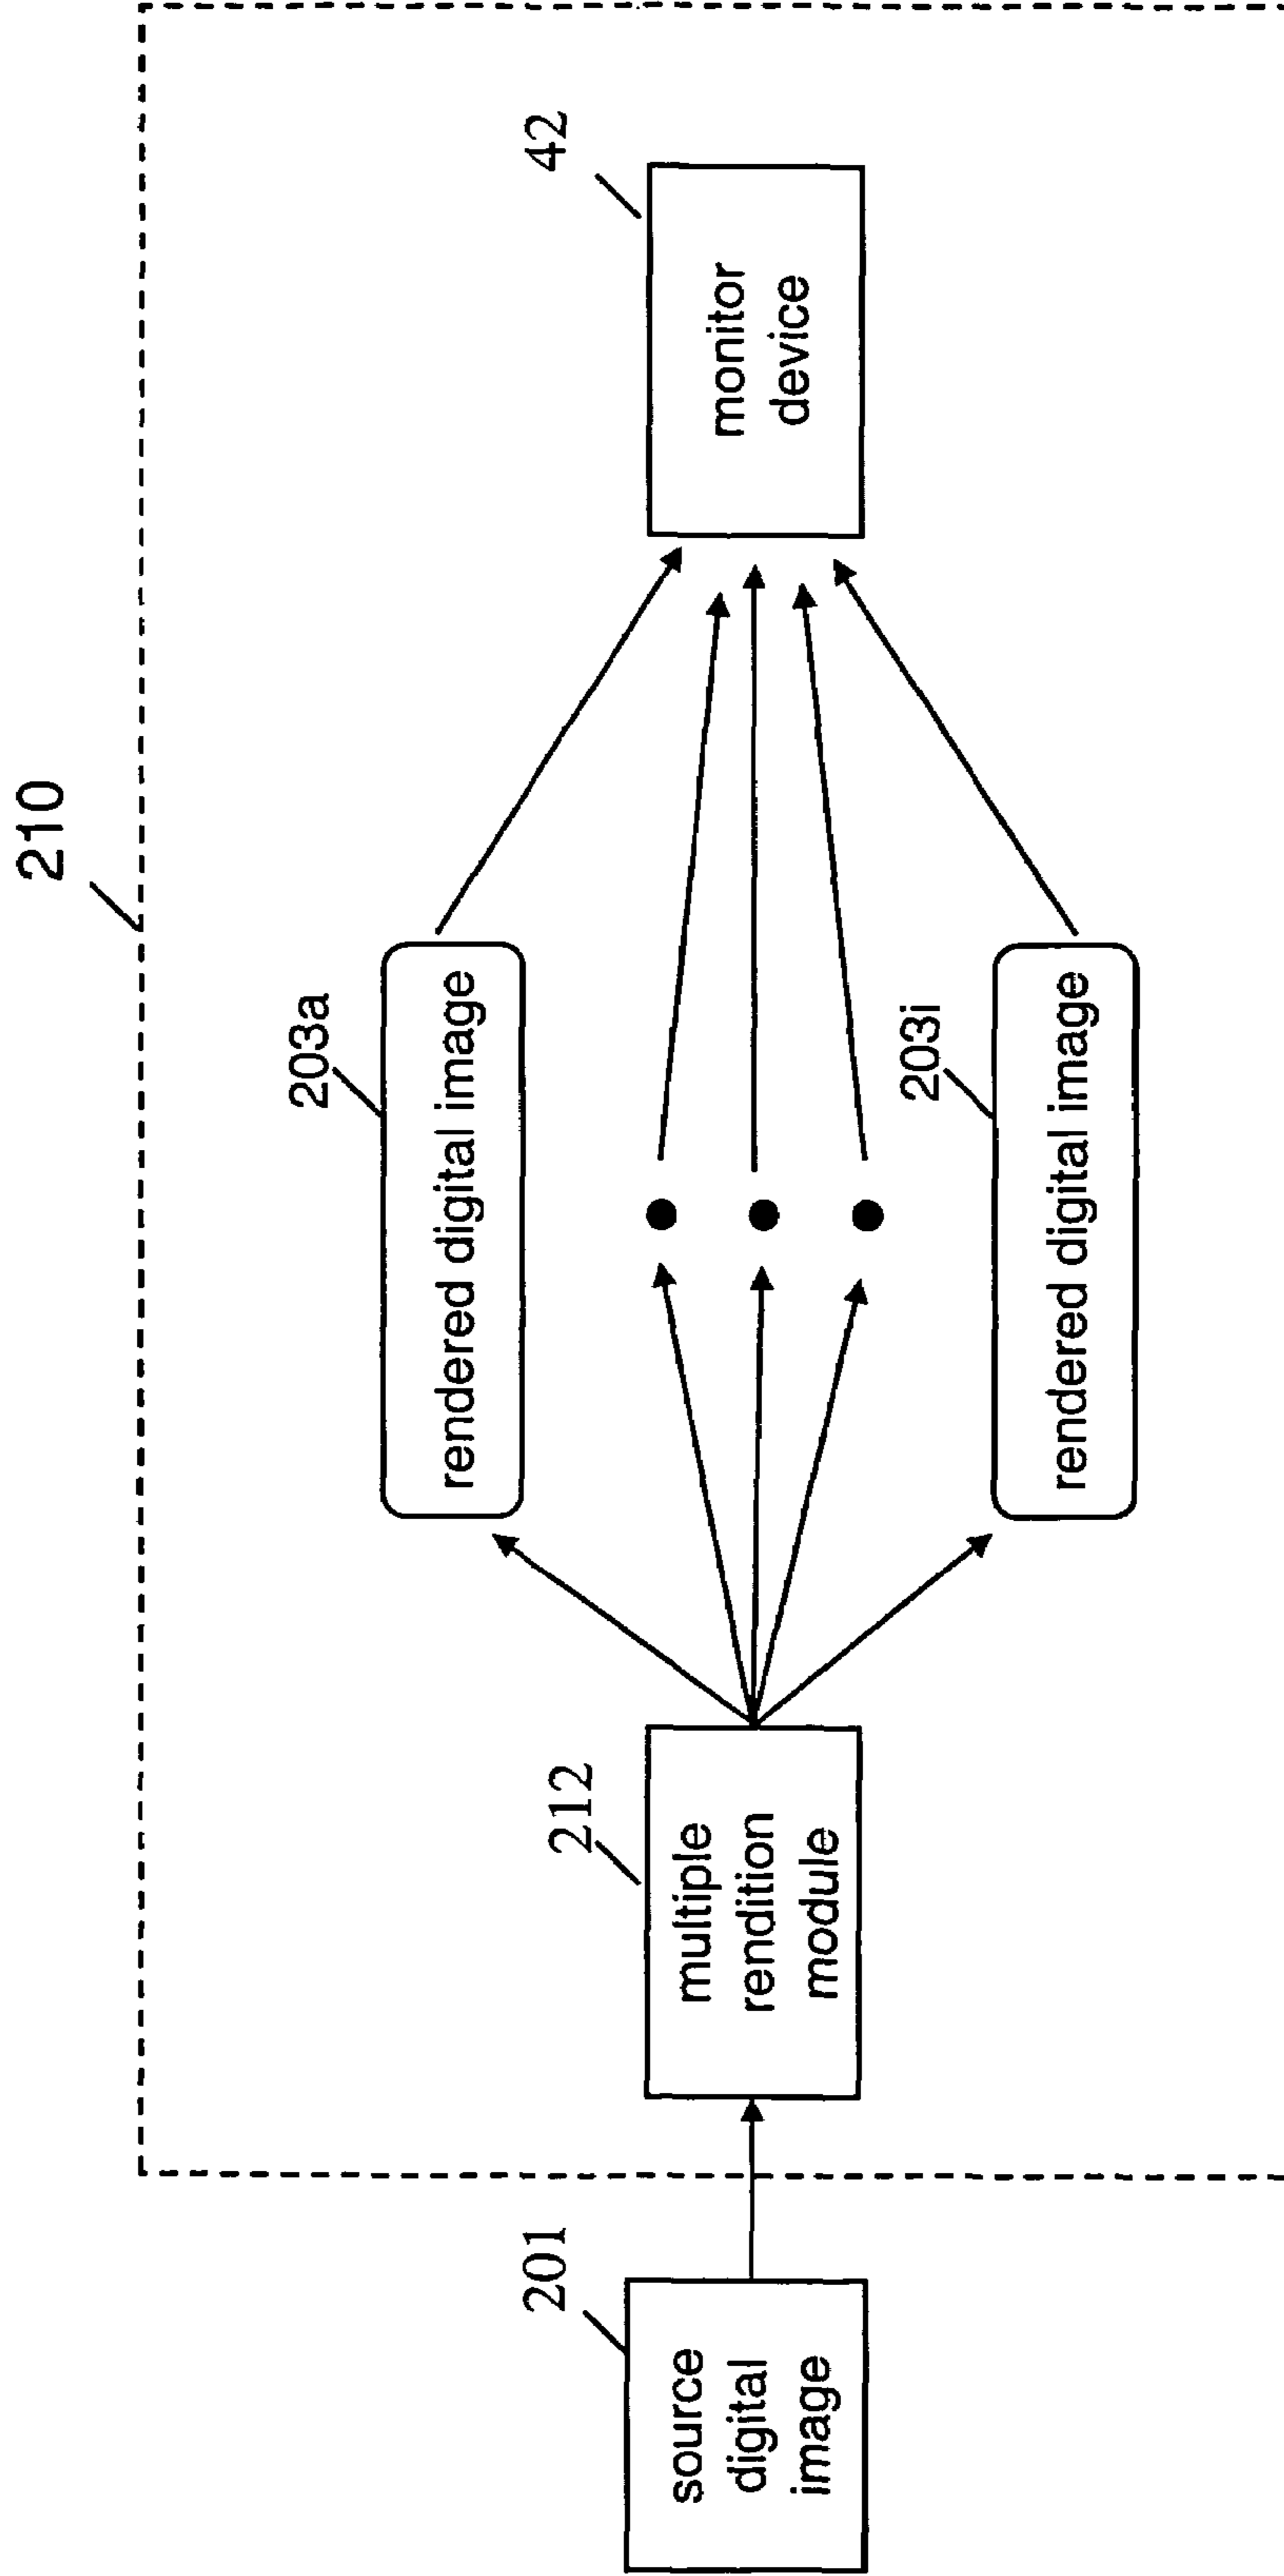 210
203a
rendered digital image
201
source
digital
image
212
multiple
rendition
module
42
monitor
device
203i
rendered digital image